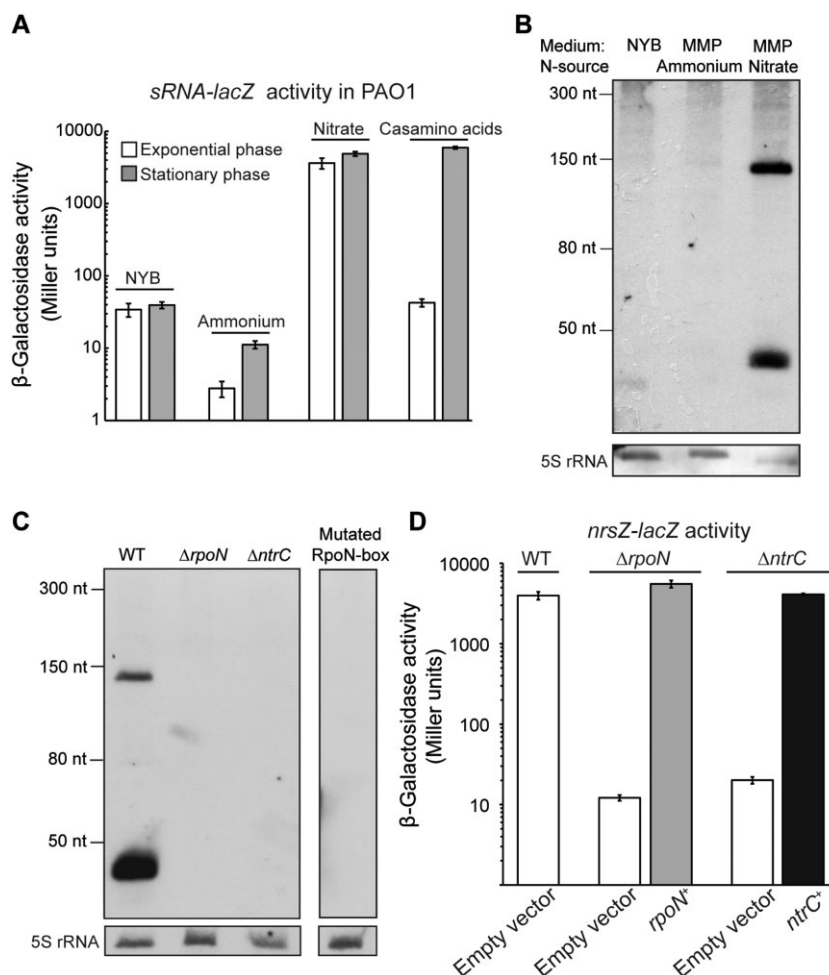 A
sRNA-lacZ activity in PAO1
β-Galactosidase activity
(Miller units)
10000
1000
100
10
1
Exponential phase
Stationary phase
NYB
Ammonium
Nitrate
Casamino acids
B
Medium: NYB MMP MMP
N-source Ammonium Nitrate
300 nt
150 nt
80 nt
50 nt
5S rRNA
C
WT ΔrpoN ΔntrC
Mutated
RpoN-box
300 nt
150 nt
80 nt
50 nt
5S rRNA
D
nrsZ-lacZ activity
WT ΔrpoN ΔntrC
β-Galactosidase activity
(Miller units)
10000
1000
100
10
Empty vector
Empty vector
rpoN⁺
Empty vector
ntrC⁺